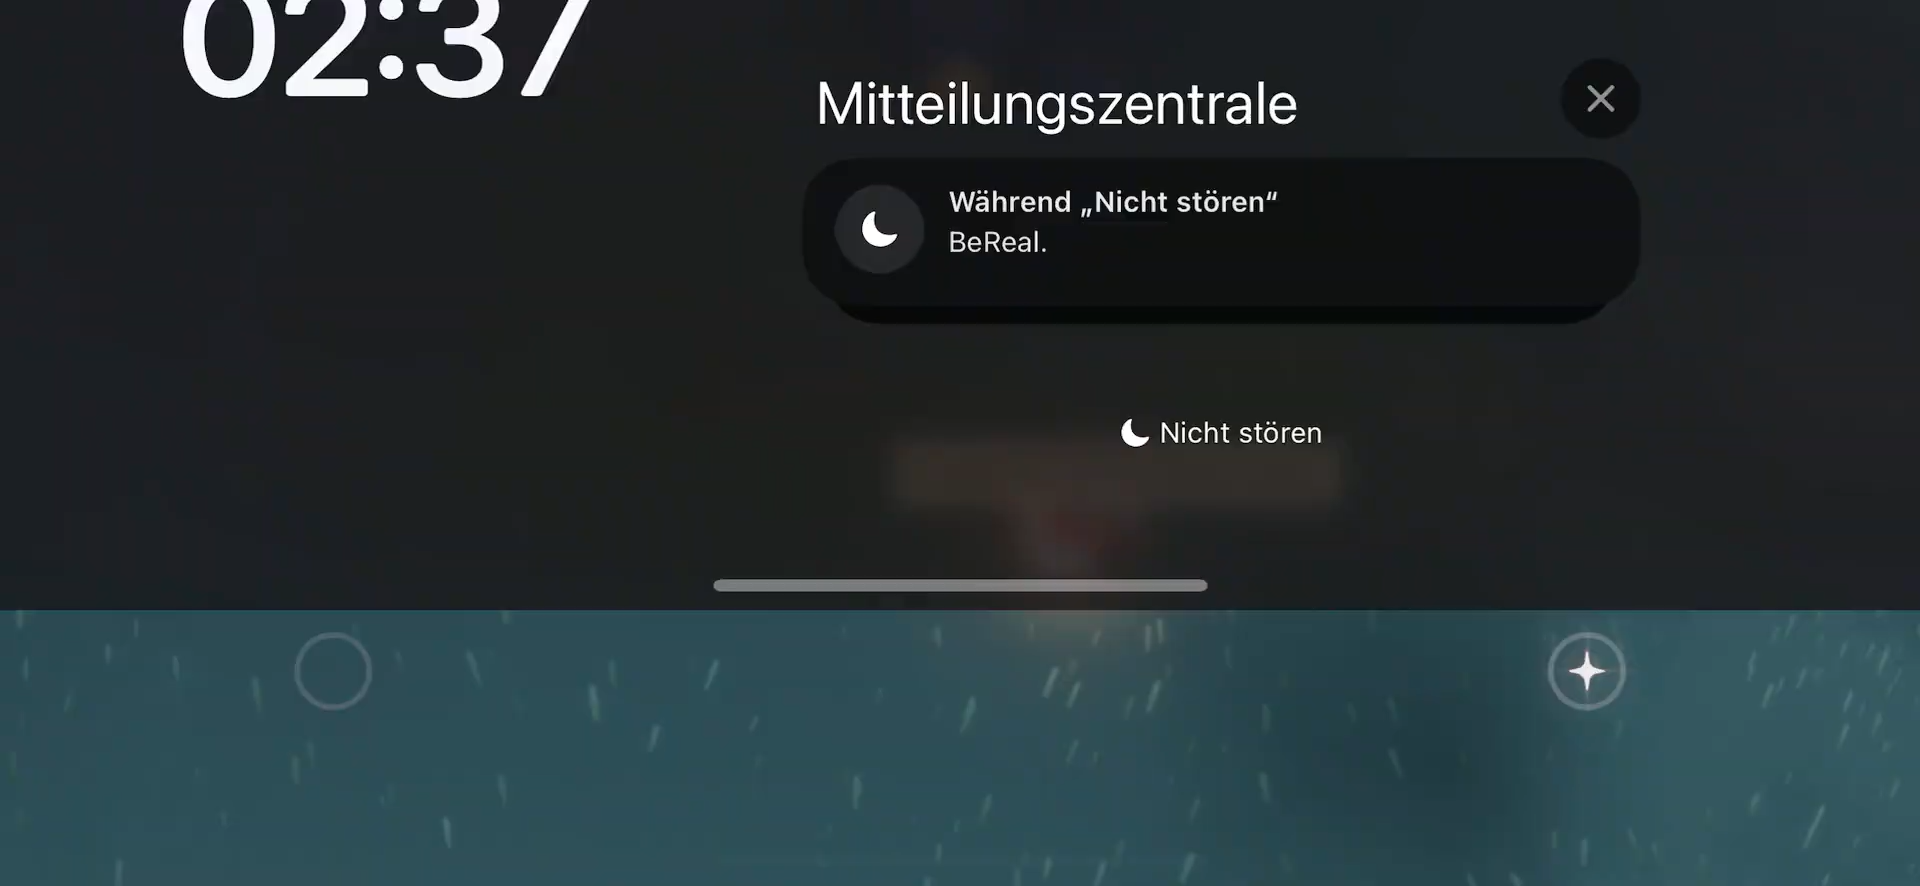 02:37
Mitteilungszentrale
Während „Nicht stören“
BeReal.
Nicht stören